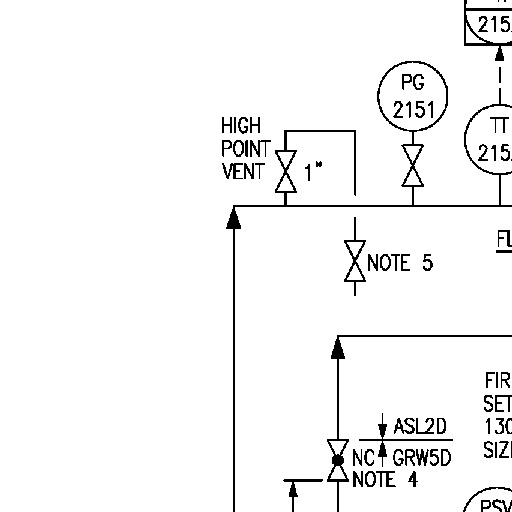 215
PG
2151
TT
215
HIGH
POINT
VENT
1"
NOTE 5
FIR
SET
130
SIZ
ASL2D
NC GRW5D
NOTE 4
PSV